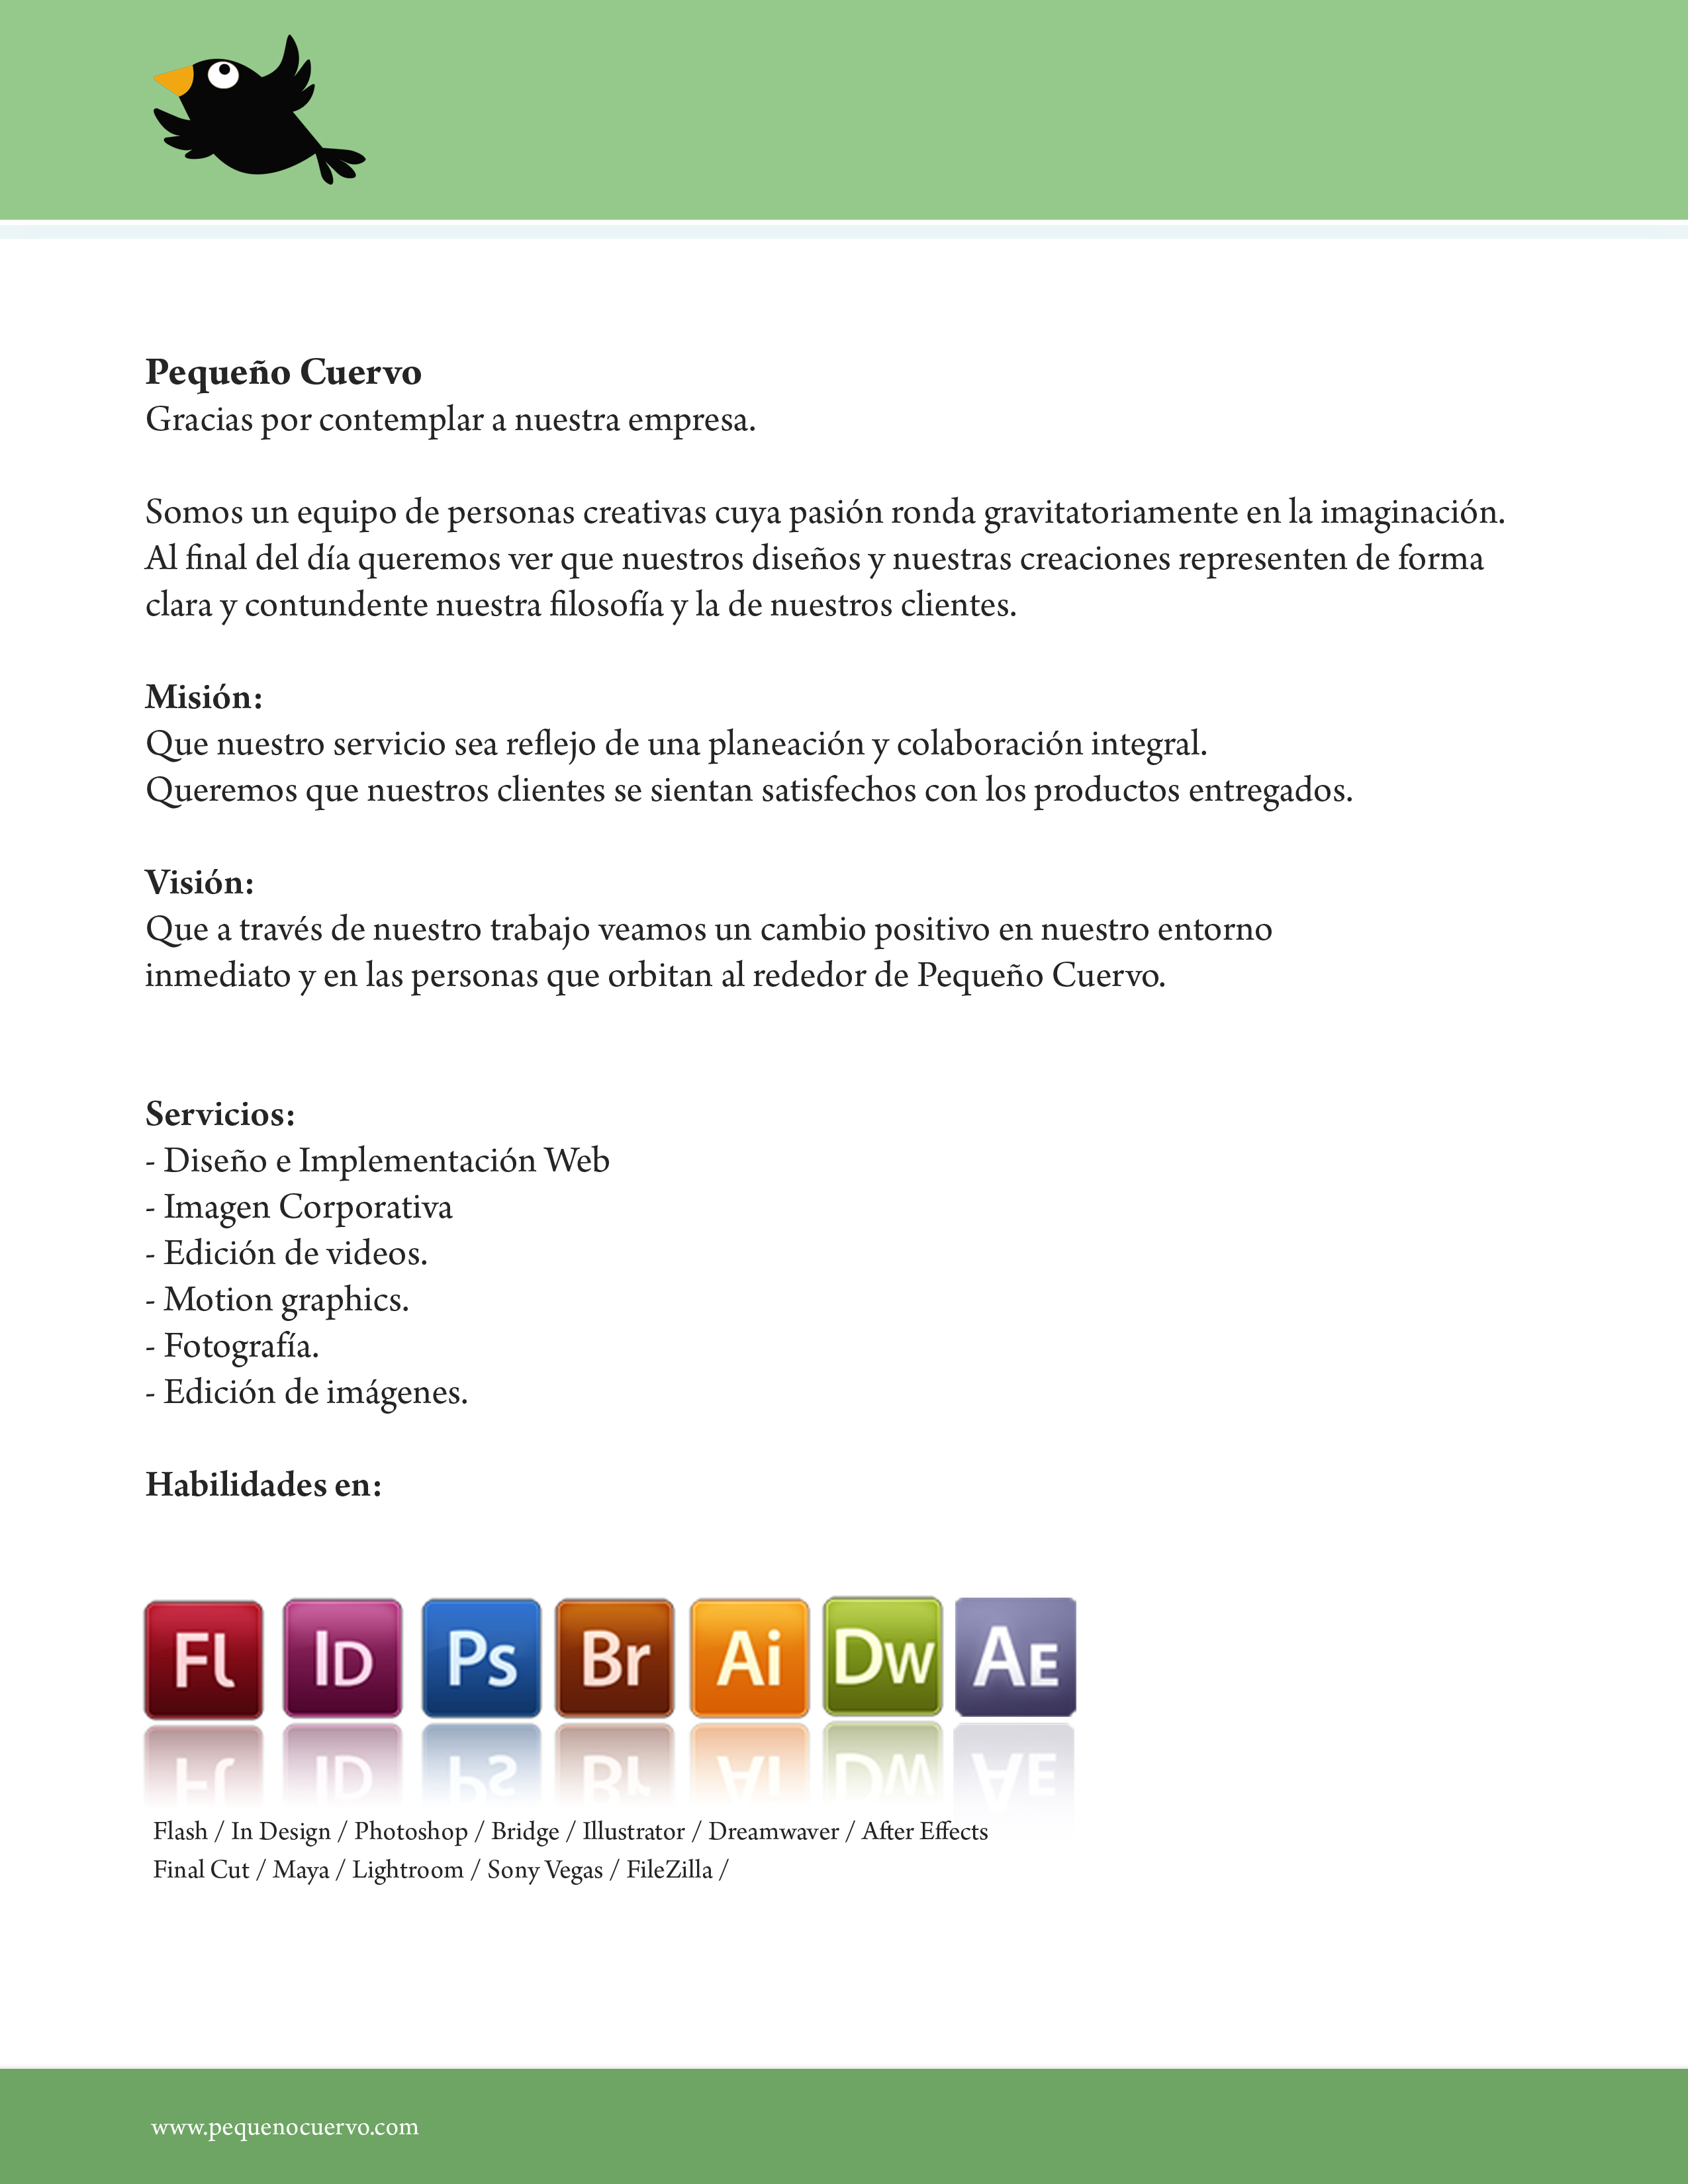 Pequeño Cuervo
Gracias por contemplar a nuestra empresa.
Somos un equipo de personas creativas cuya pasión ronda gravitatoriamente en la imaginación.
Al final del día queremos ver que nuestros diseños y nuestras creaciones representen de forma
clara y contundente nuestra filosofía y la de nuestros clientes.
Misión:
Que nuestro servicio sea reflejo de una planeación y colaboración integral.
Queremos que nuestros clientes se sientan satisfechos con los productos entregados.
Visión:
Que a través de nuestro trabajo veamos un cambio positivo en nuestro entorno
inmediato y en las personas que orbitan al rededor de Pequeño Cuervo.
Servicios:
- Diseño e Implementación Web
- Imagen Corporativa
- Edición de videos.
- Motion graphics.
- Fotografía.
- Edición de imágenes.
Habilidades en:
Fl ID Ps Br Ai DW AE
Flash / In Design / Photoshop / Bridge / Illustrator / Dreamwaver / After Effects
Final Cut / Maya / Lightroom / Sony Vegas / FileZilla /
www.pequenocuervo.com